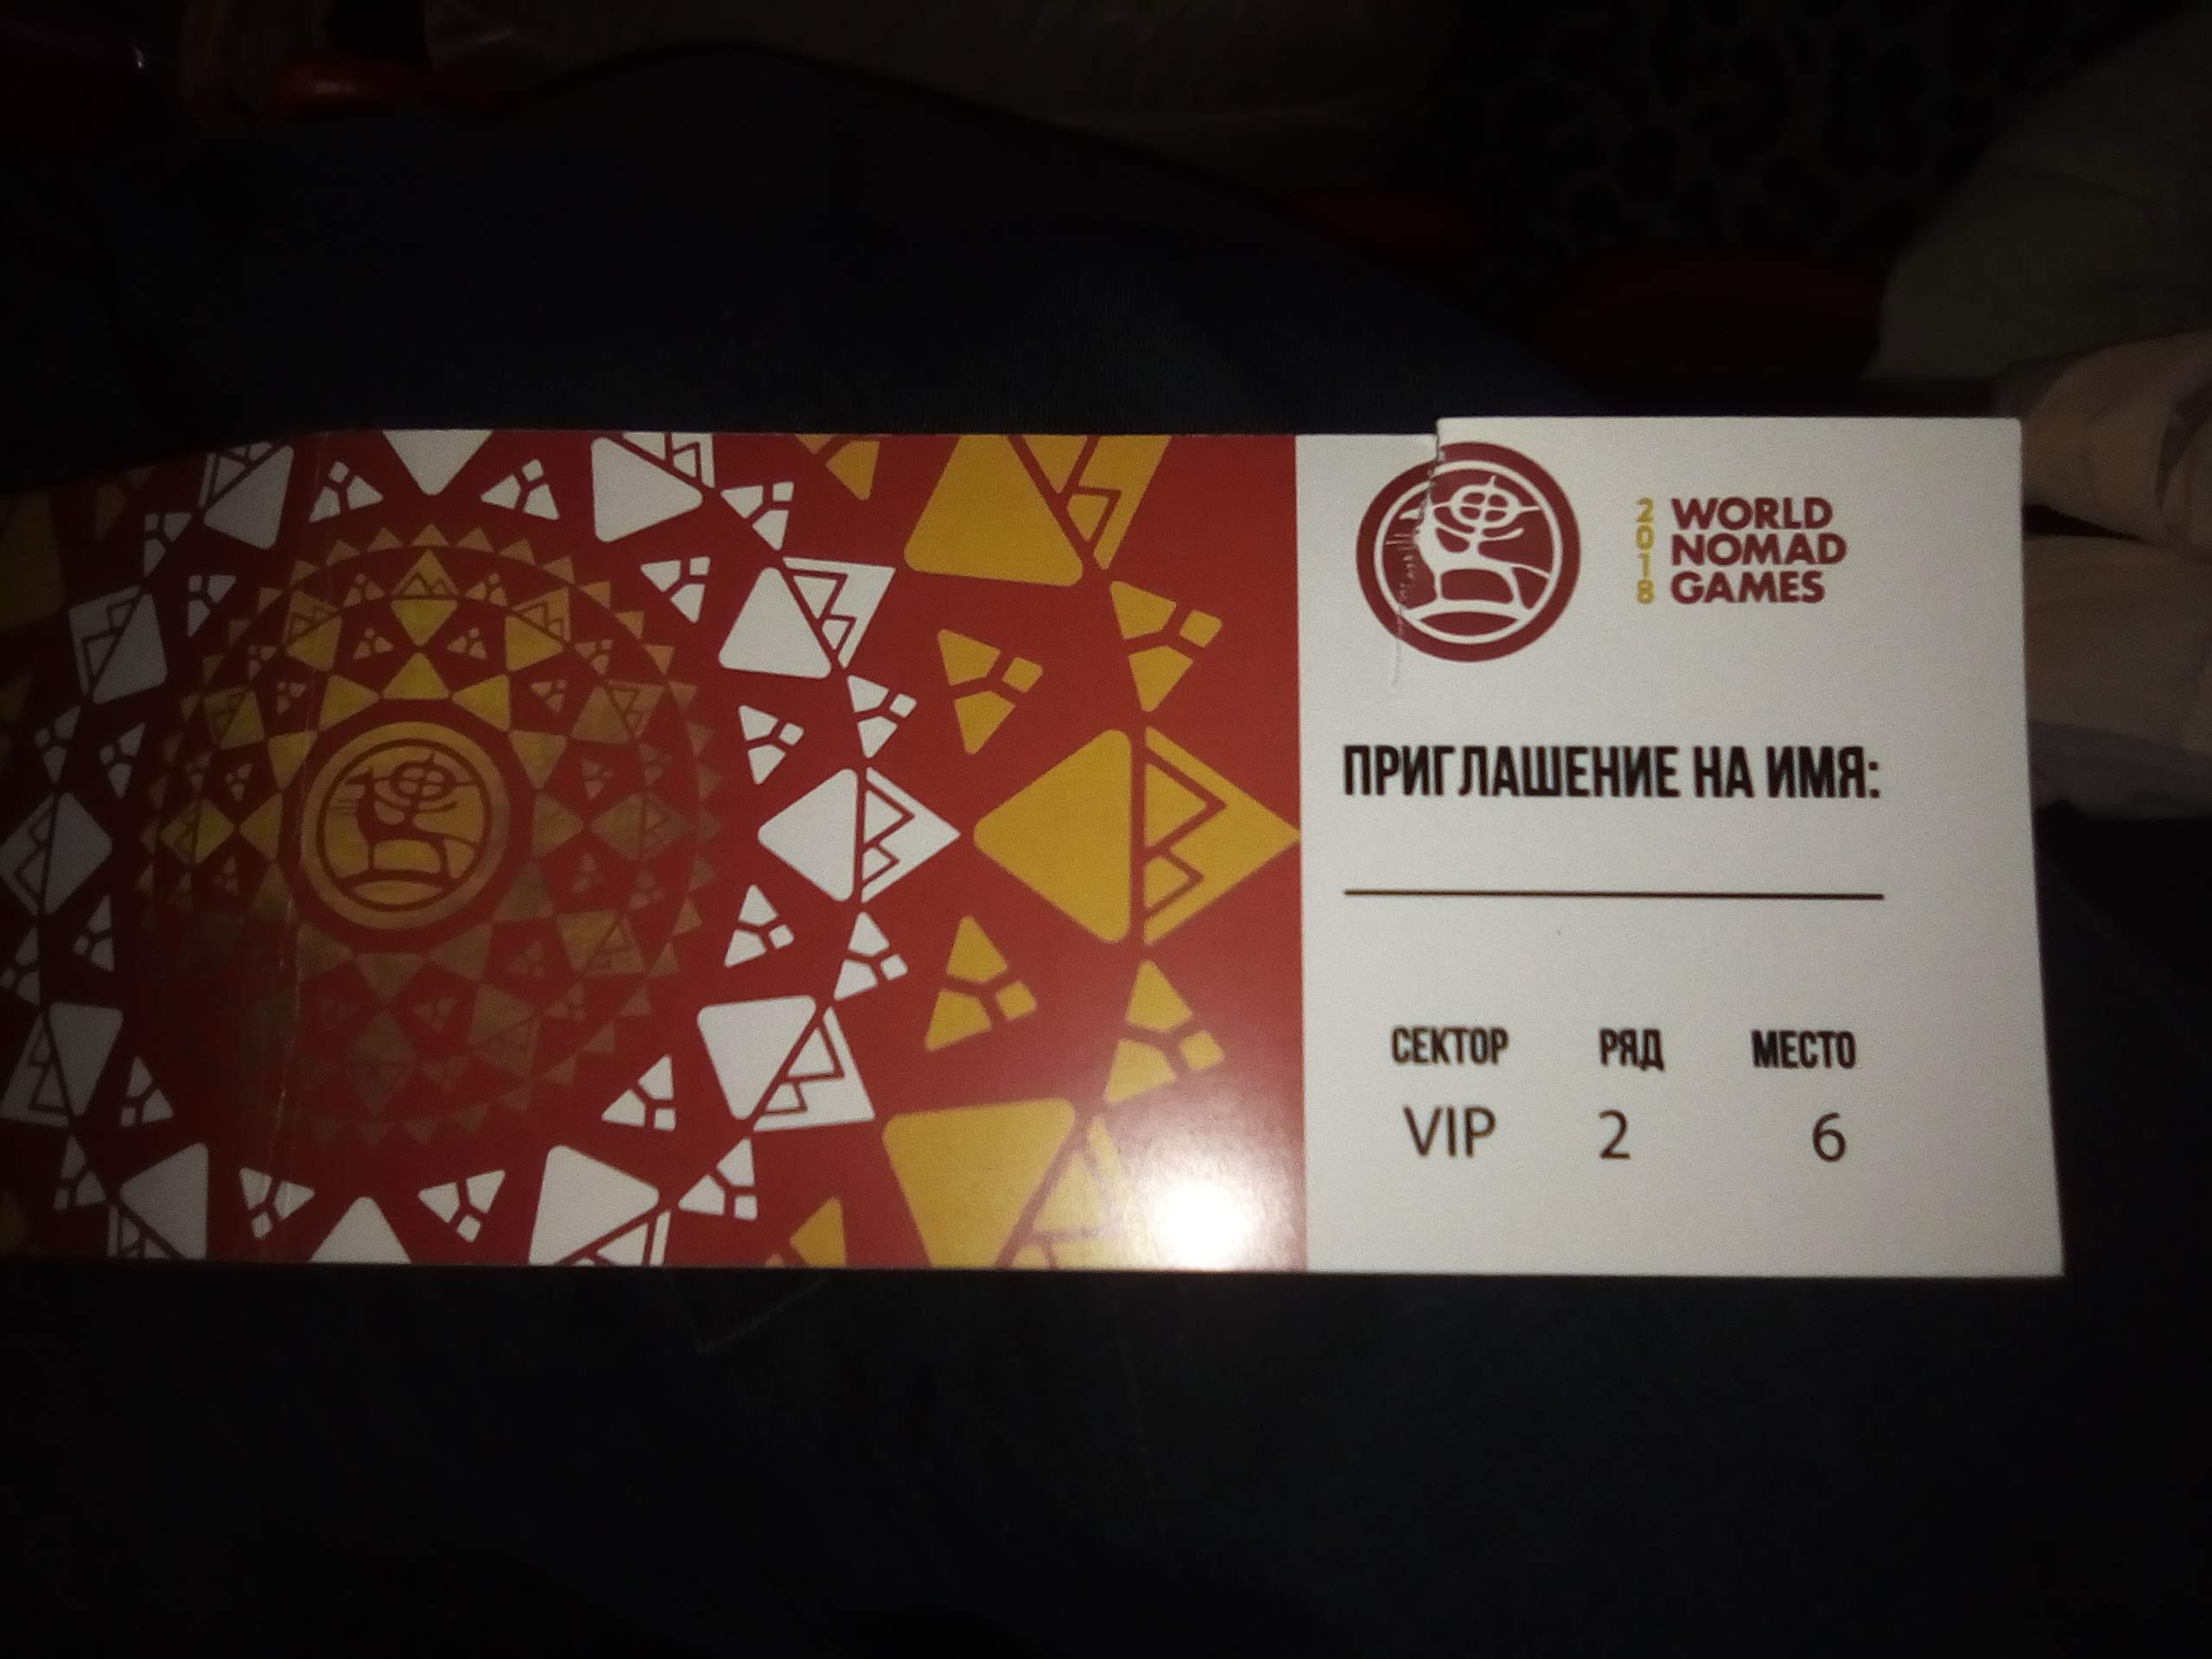 2018
WORLD
NOMAD
GAMES
ПРИГЛАШЕНИЕ НА ИМЯ:
СЕКТОР РЯД МЕСТО
VIP 2 6